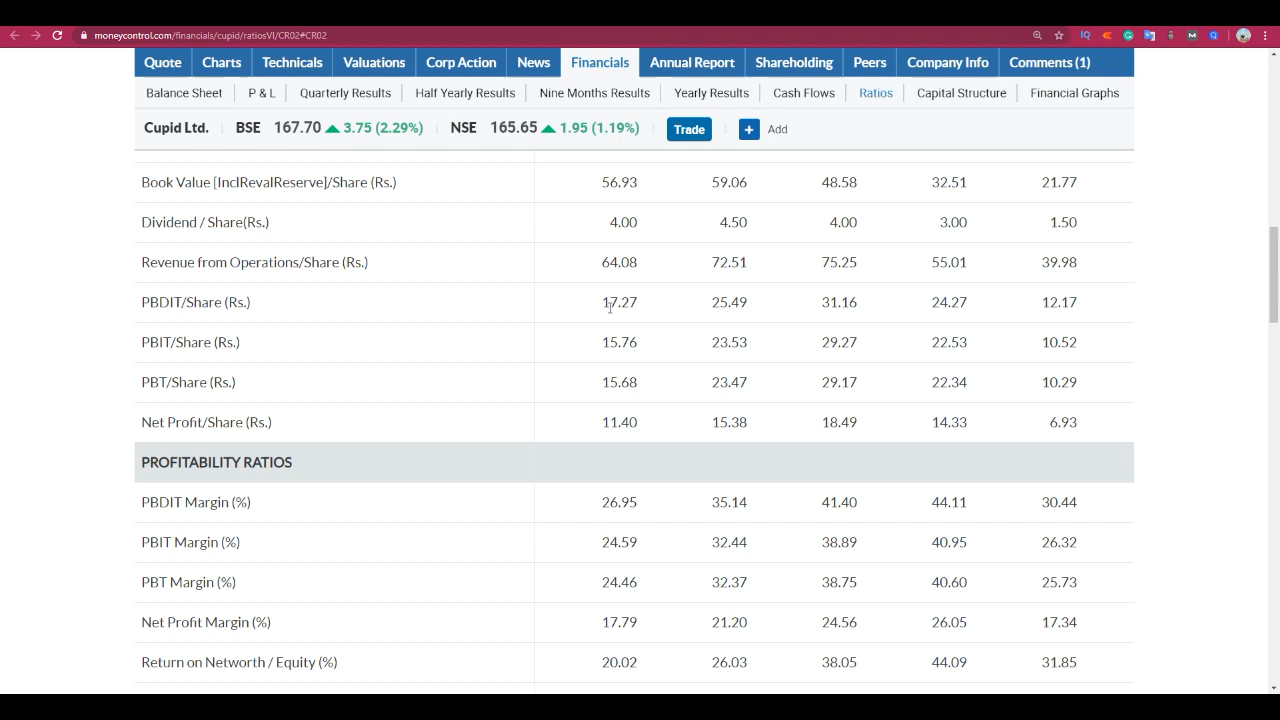 moneycontrol.com/financials/cupid/ratiosVI/CR02#CR02
Quote Charts Technicals Valuations Corp Action News Financials Annual Report Shareholding Peers Company Info Comments (1)
Balance Sheet P & L Quarterly Results Half Yearly Results Nine Months Results Yearly Results Cash Flows Ratios Capital Structure Financial Graphs
Cupid Ltd. BSE 167.70 3.75 (2.29%) NSE 165.65 1.95 (1.19%) Trade + Add
Book Value [InclRevalReserve]/Share (Rs.) 56.93 59.06 48.58 32.51 21.77
Dividend / Share(Rs.) 4.00 4.50 4.00 3.00 1.50
Revenue from Operations/Share (Rs.) 64.08 72.51 75.25 55.01 39.98
PBDIT/Share (Rs.) 17.27 25.49 31.16 24.27 12.17
PBIT/Share (Rs.) 15.76 23.53 29.27 22.53 10.52
PBT/Share (Rs.) 15.68 23.47 29.17 22.34 10.29
Net Profit/Share (Rs.) 11.40 15.38 18.49 14.33 6.93
PROFITABILITY RATIOS
PBDIT Margin (%) 26.95 35.14 41.40 44.11 30.44
PBIT Margin (%) 24.59 32.44 38.89 40.95 26.32
PBT Margin (%) 24.46 32.37 38.75 40.60 25.73
Net Profit Margin (%) 17.79 21.20 24.56 26.05 17.34
Return on Networth / Equity (%) 20.02 26.03 38.05 44.09 31.85